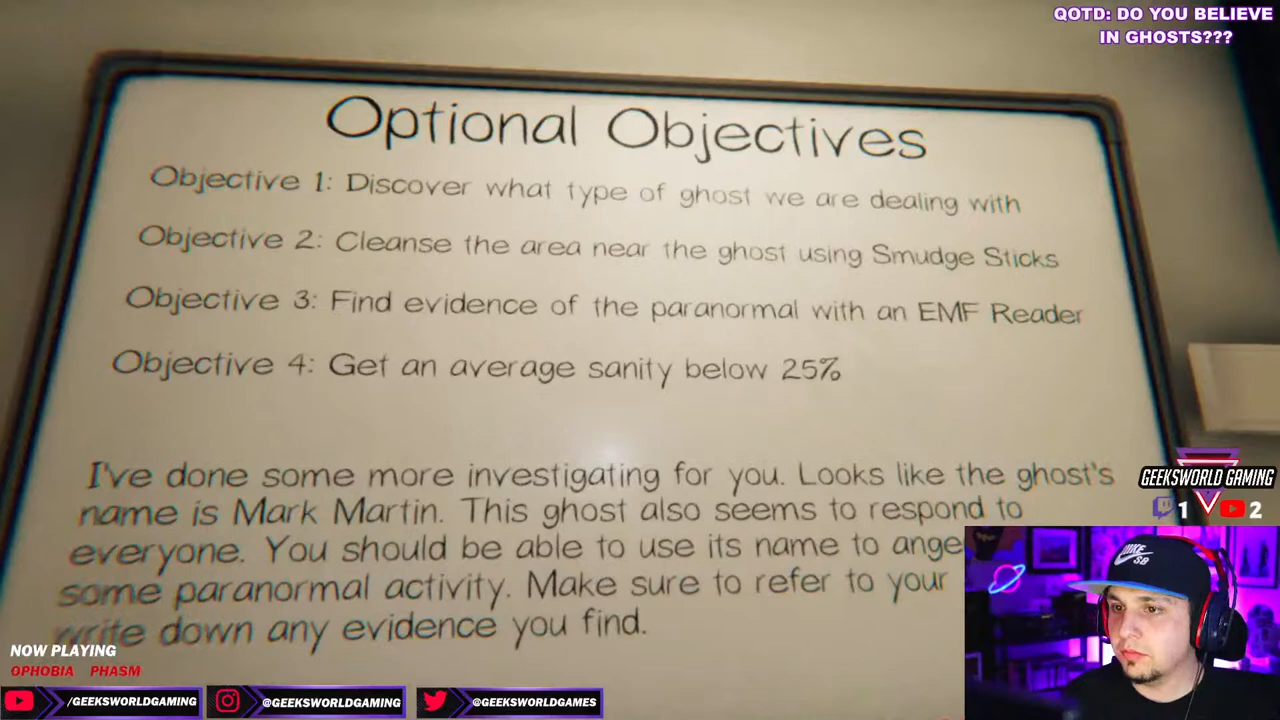 QOTD: DO YOU BELIEVE
IN GHOSTS???
Optional Objectives
Objective 1: Discover what type of ghost we are dealing with
Objective 2: Cleanse the area near the ghost using Smudge Sticks
Objective 3: Find evidence of the paranormal with an EMF Reader
Objective 4: Get an average sanity below 25%
I've done some more investigating for you. Looks like the ghost's
name is Mark Martin. This ghost also seems to respond to
everyone. You should be able to use its name to ange
some paranormal activity. Make sure to refer to your
write down any evidence you find.
GEEKSWORLD GAMING
1 2
NIKE SB
NOW PLAYING
OPHOBIA PHASM
/GEEKSWORLDGAMING @GEEKSWORLDGAMING @GEEKSWORLDGAMES